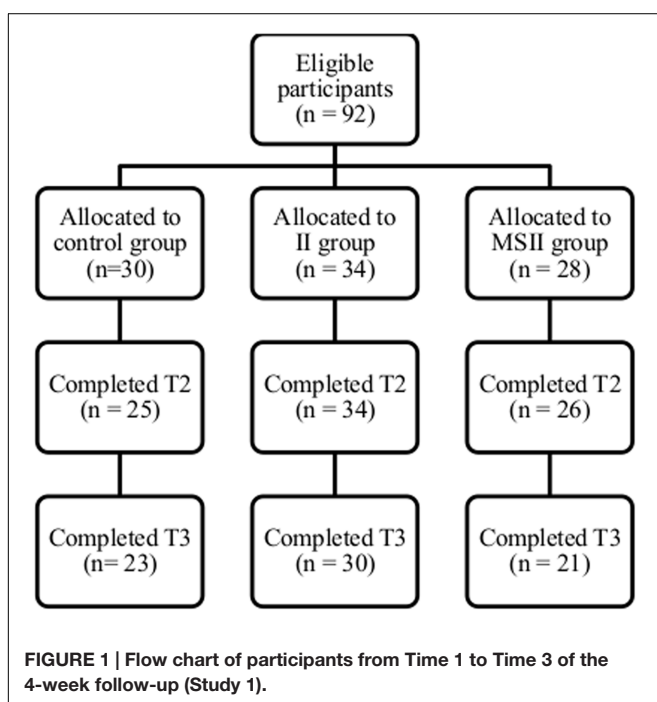 Eligible
participants
(n = 92)
Allocated to
control group
(n=30)
Allocated to
II group
(n = 34)
Allocated to
MSII group
(n = 28)
Completed T2
(n = 25)
Completed T2
(n = 34)
Completed T2
(n = 26)
Completed T3
(n= 23)
Completed T3
(n = 30)
Completed T3
(n = 21)
FIGURE 1 | Flow chart of participants from Time 1 to Time 3 of the
4-week follow-up (Study 1).